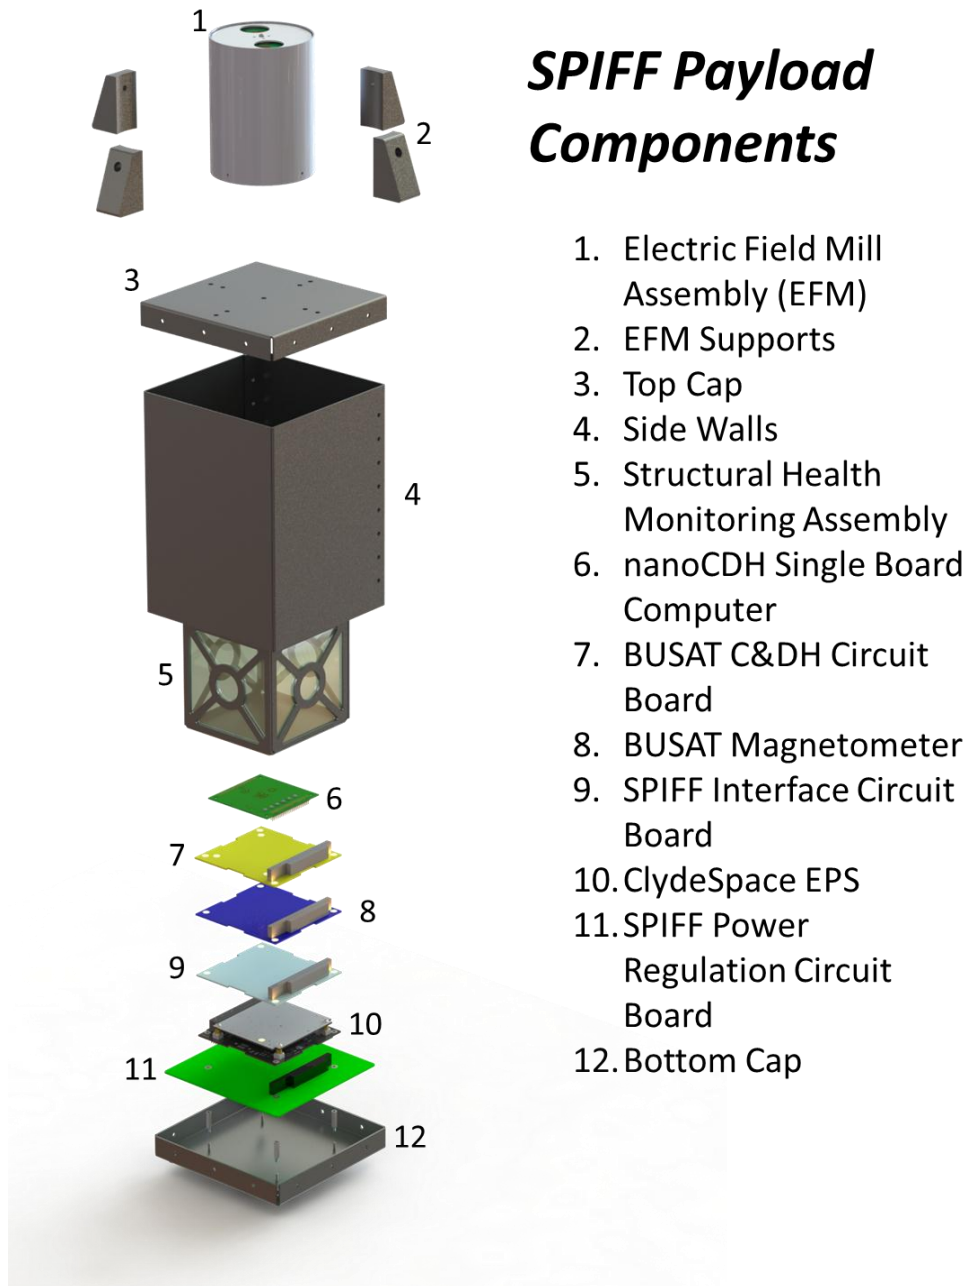 SPIFF Payload
Components
1. Electric Field Mill
Assembly (EFM)
2. EFM Supports
3. Top Cap
4. Side Walls
5. Structural Health
Monitoring Assembly
6. nanoCDH Single Board
Computer
7. BUSAT C&DH Circuit
Board
8. BUSAT Magnetometer
9. SPIFF Interface Circuit
Board
10. ClydeSpace EPS
11. SPIFF Power
Regulation Circuit
Board
12. Bottom Cap
1
2
3
4
5
6
7
8
9
10
11
12